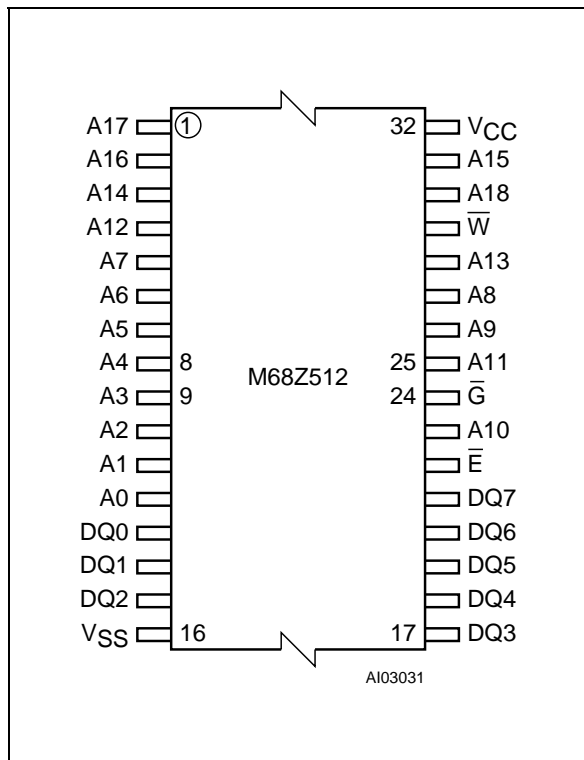 A17 1 32 VCC
A16 A15
A14 A18
A12 W̅
A7 A13
A6 A8
A5 A9
A4 8 25 A11
M68Z512
A3 9 24 G̅
A2 A10
A1 E̅
A0 DQ7
DQ0 DQ6
DQ1 DQ5
DQ2 DQ4
VSS 16 17 DQ3
AI03031